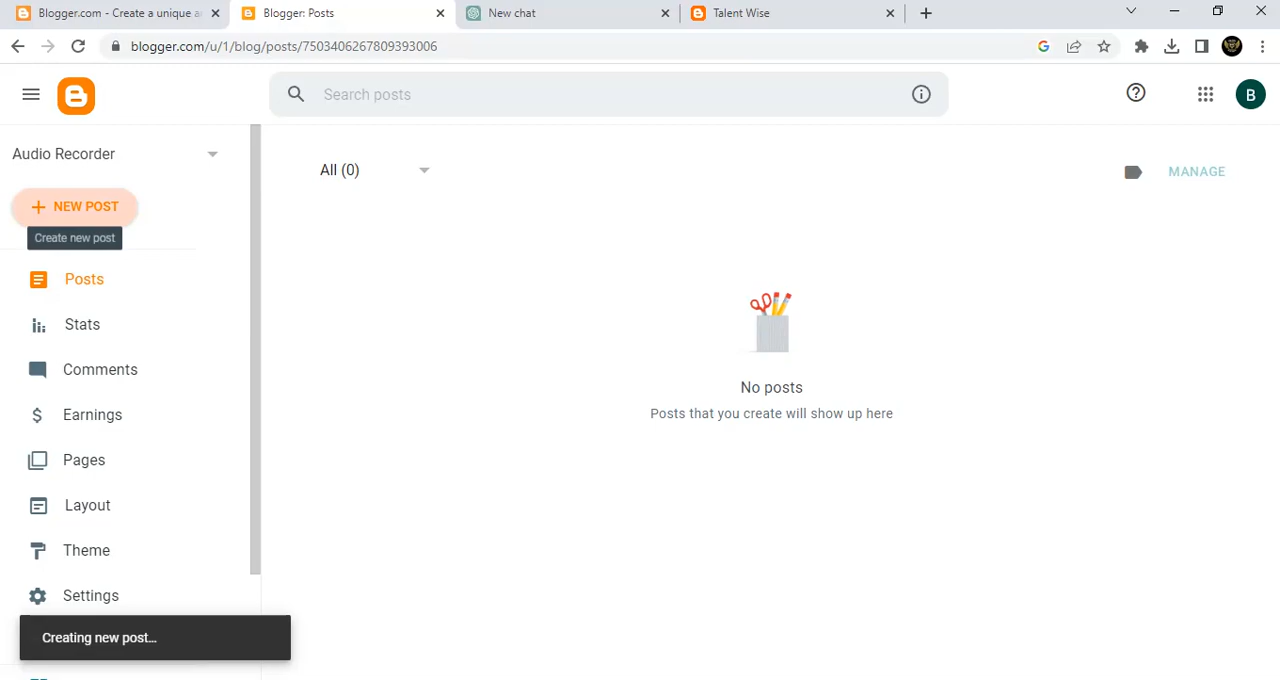 Blogger.com - Create a unique a
Blogger: Posts
New chat
Talent Wise
blogger.com/u/1/blog/posts/7503406267809393006
Search posts
B
Audio Recorder
All (0)
MANAGE
NEW POST
Create new post
Posts
Stats
Comments
Earnings
Pages
Layout
Theme
Settings
No posts
Posts that you create will show up here
Creating new post...